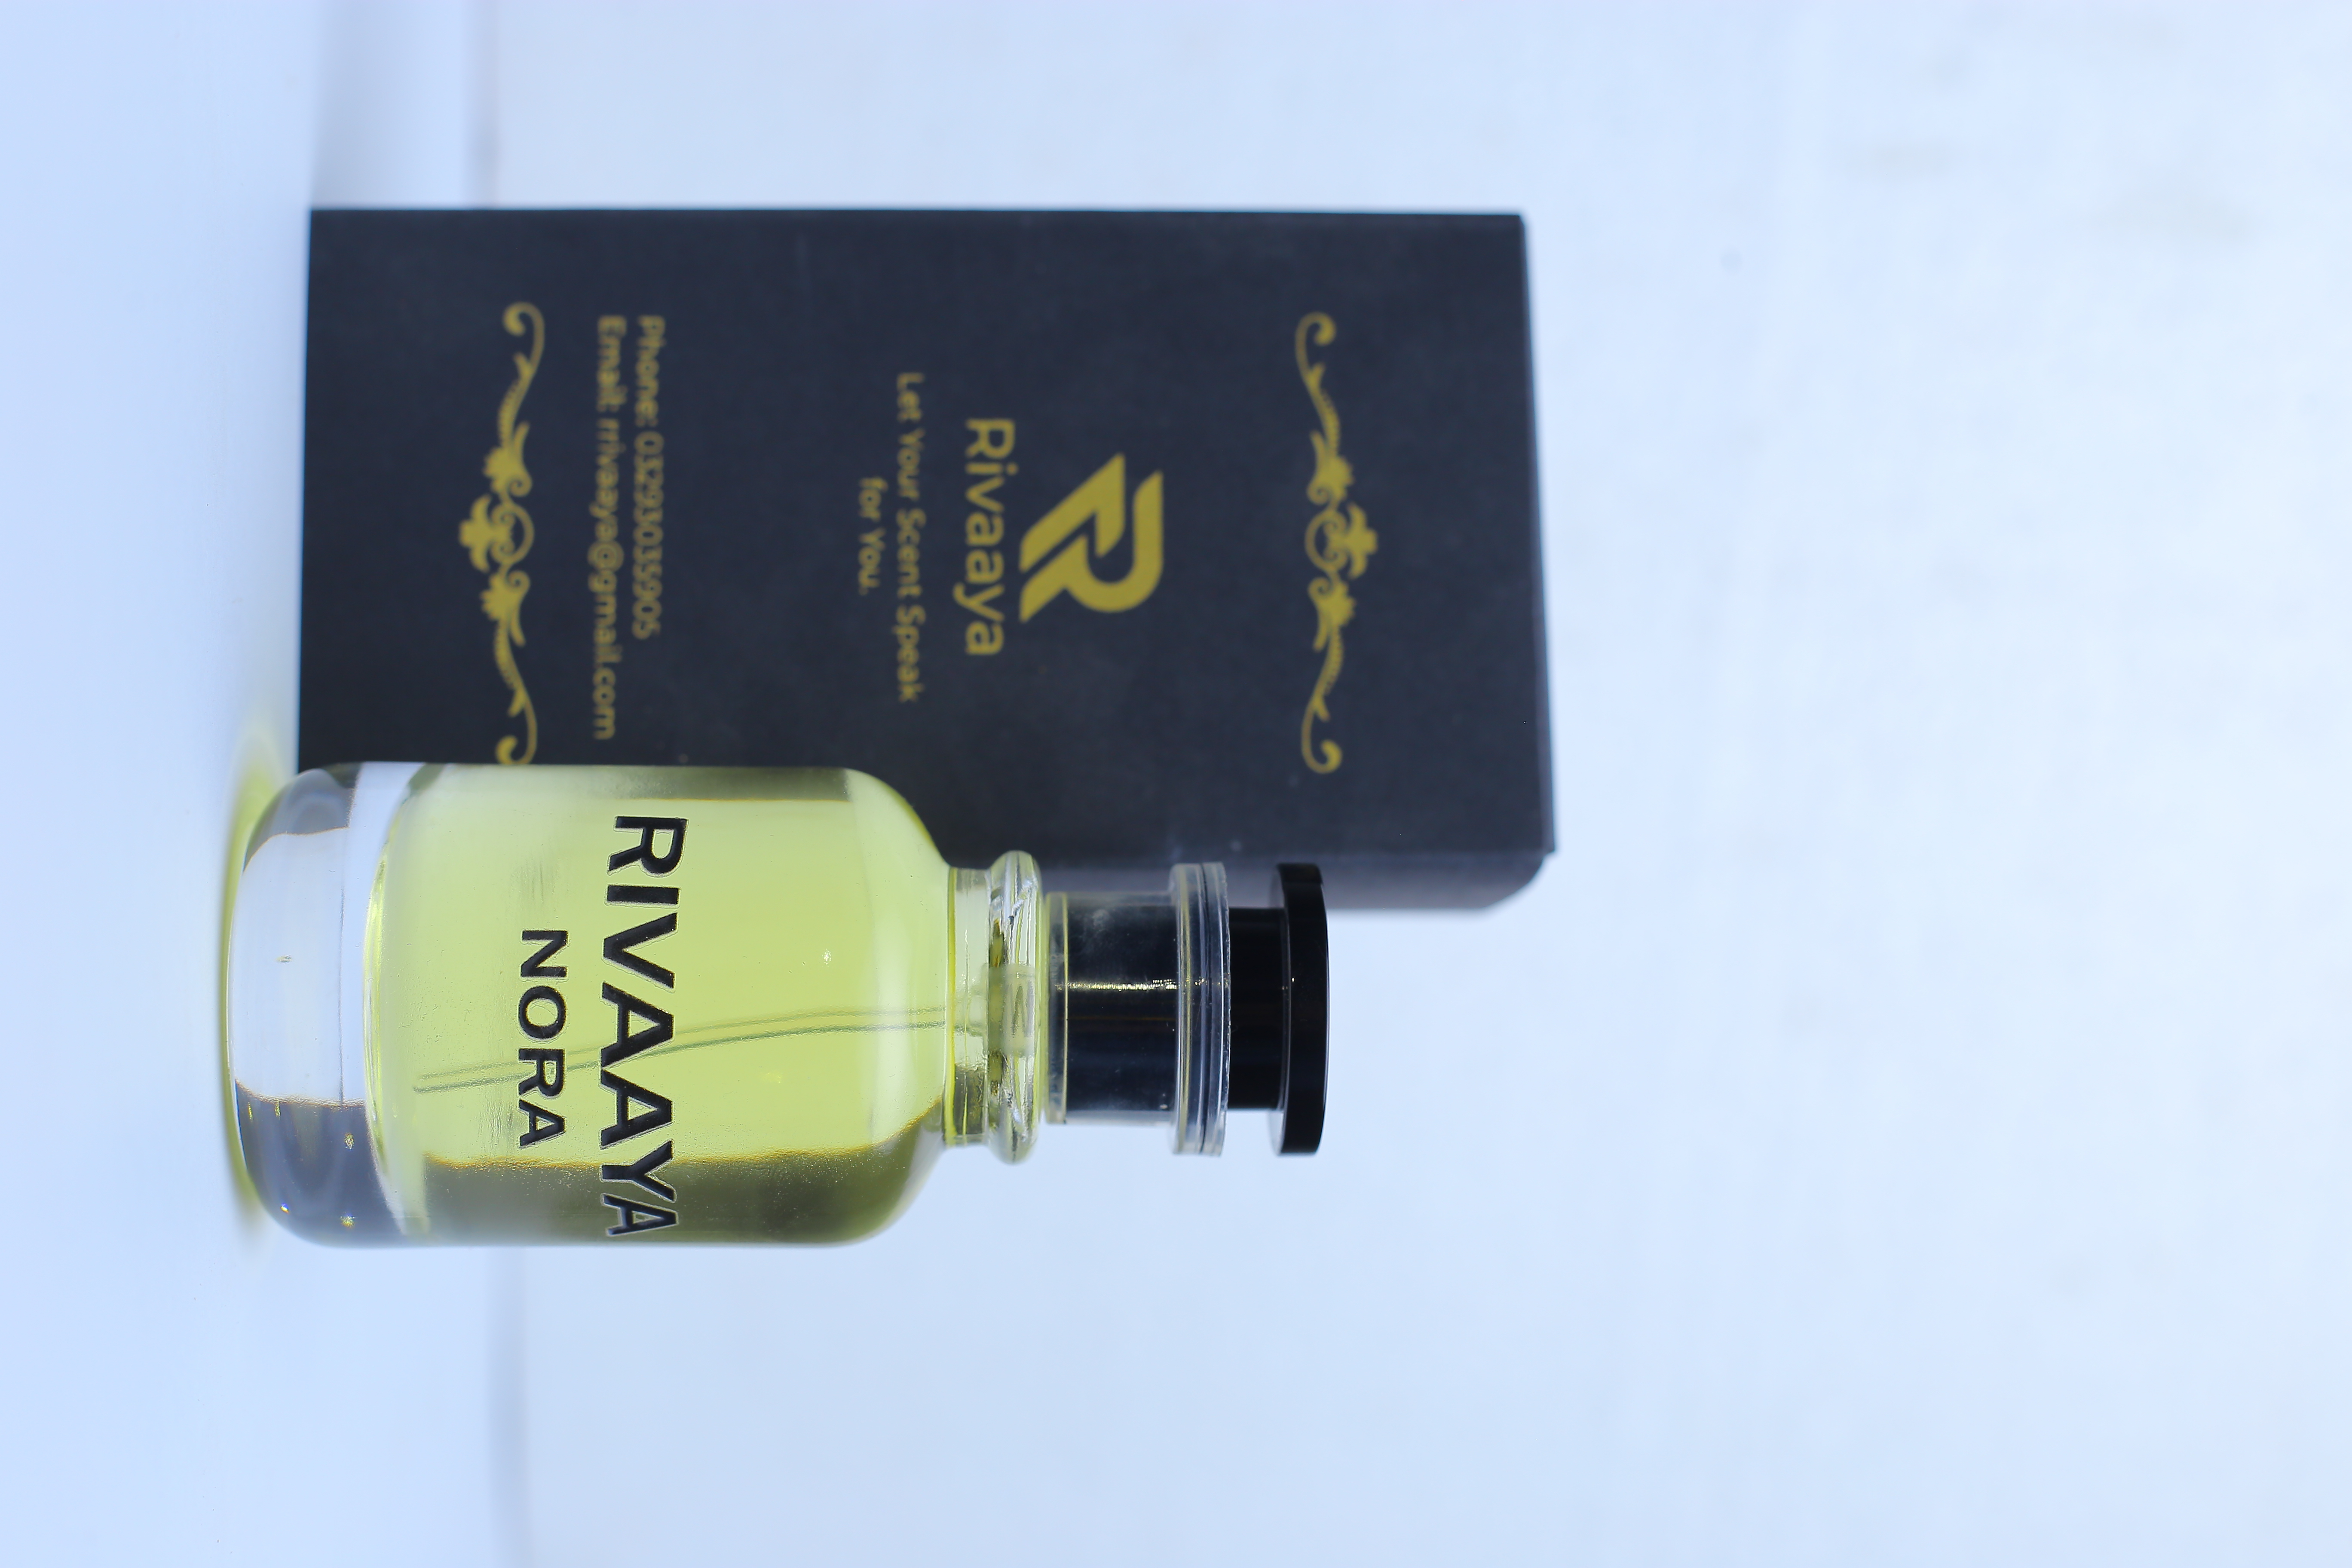 Rivaaya
Let Your Scent Speak
for You.
Phone: 03293035905
Email: rrivaaya@gmail.com
RIVAAYA
NORA